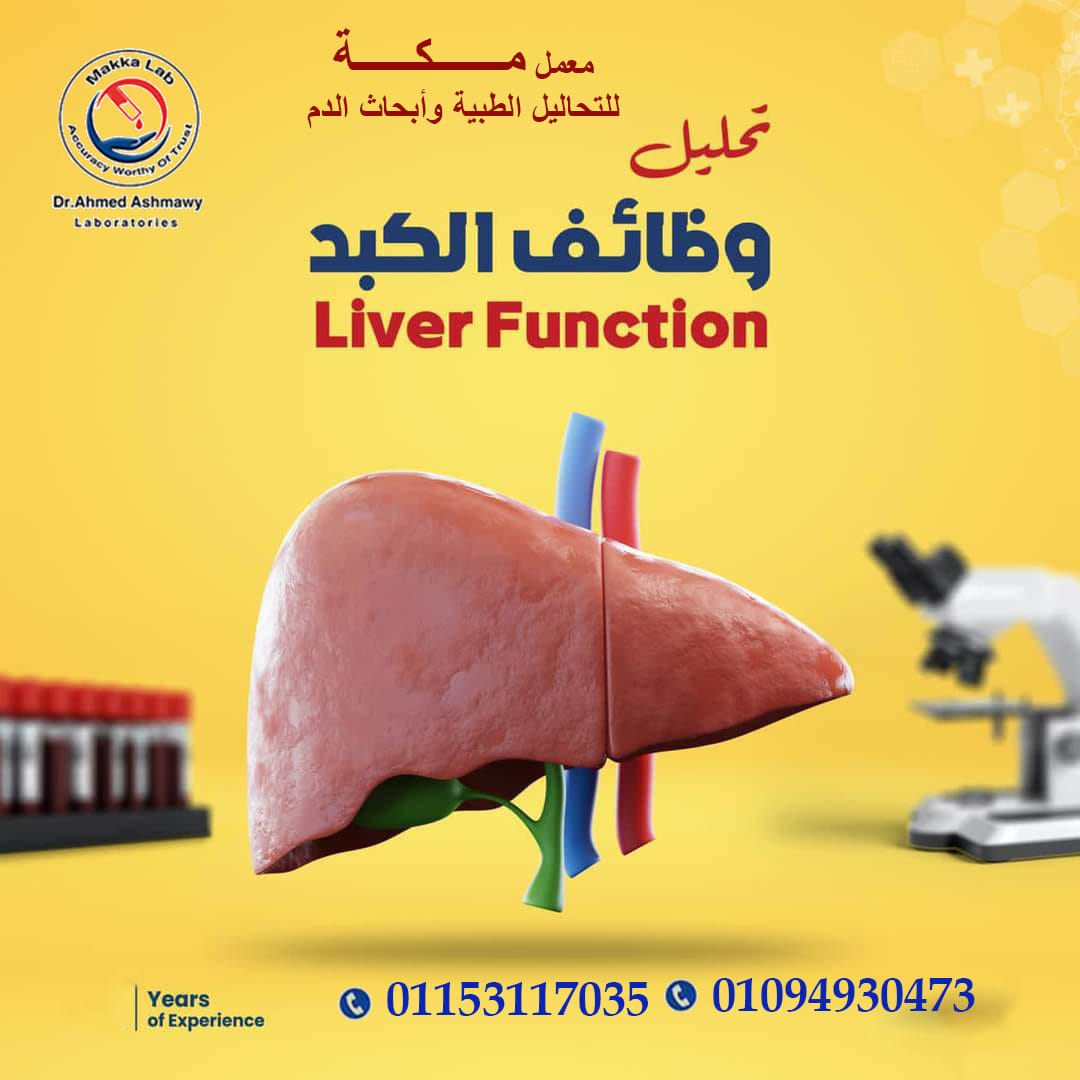 Makka Lab
Accuracy Worthy Of Trust
Dr.Ahmed Ashmawy
Laboratories
معمل مـــــكـــــــة
للتحاليل الطبية وأبحاث الدم
تحليل
وظائف الكبد
Liver Function
Years
of Experience
01153117035
01094930473